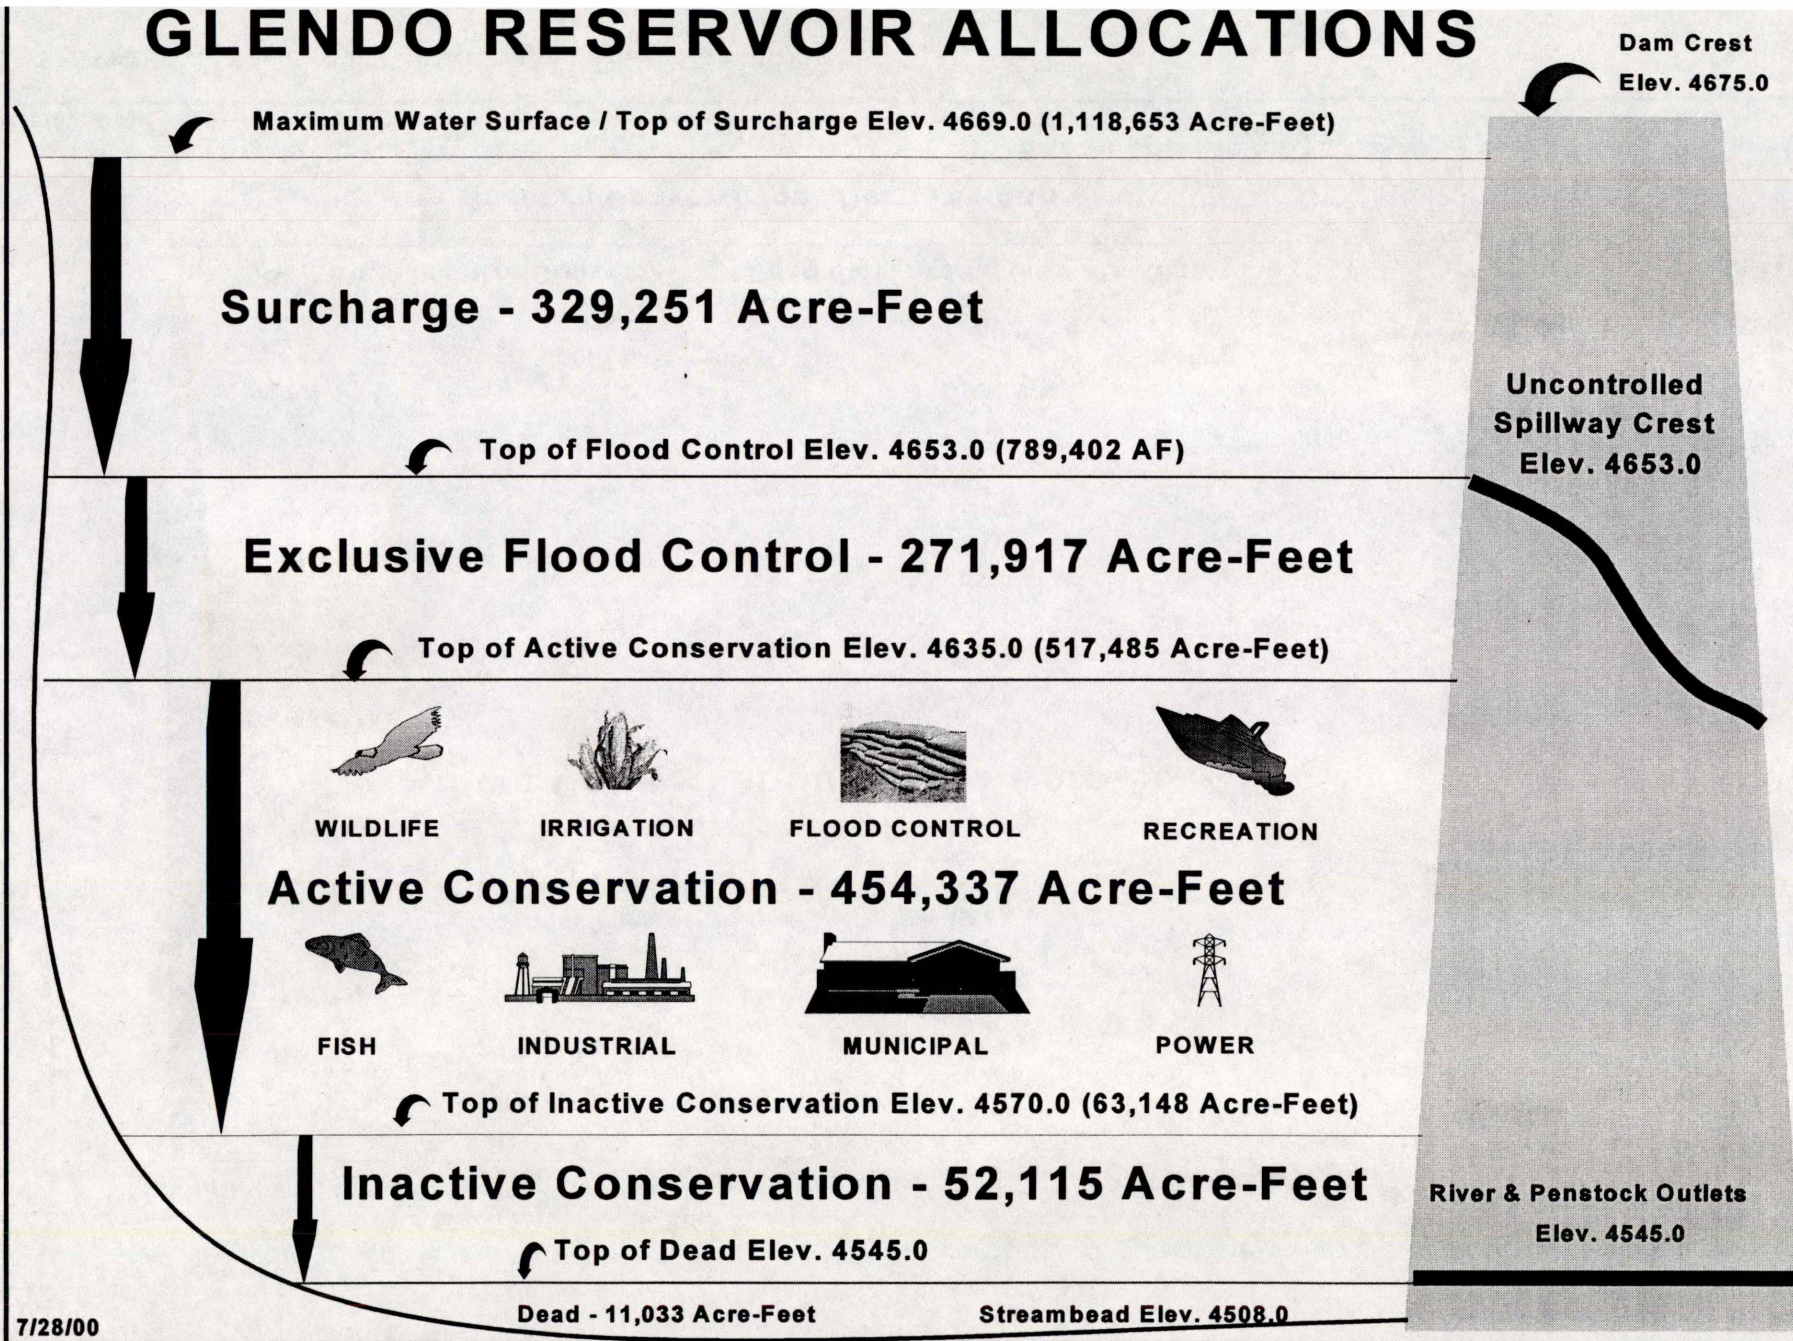 GLENDO RESERVOIR ALLOCATIONS
Dam Crest
Elev. 4675.0
Maximum Water Surface / Top of Surcharge Elev. 4669.0 (1,118,653 Acre-Feet)
Surcharge - 329,251 Acre-Feet
Uncontrolled
Spillway Crest
Elev. 4653.0
Top of Flood Control Elev. 4653.0 (789,402 AF)
Exclusive Flood Control - 271,917 Acre-Feet
Top of Active Conservation Elev. 4635.0 (517,485 Acre-Feet)
WILDLIFE IRRIGATION FLOOD CONTROL RECREATION
Active Conservation - 454,337 Acre-Feet
FISH INDUSTRIAL MUNICIPAL POWER
Top of Inactive Conservation Elev. 4570.0 (63,148 Acre-Feet)
Inactive Conservation - 52,115 Acre-Feet
River & Penstock Outlets
Elev. 4545.0
Top of Dead Elev. 4545.0
Dead - 11,033 Acre-Feet Streambead Elev. 4508.0
7/28/00